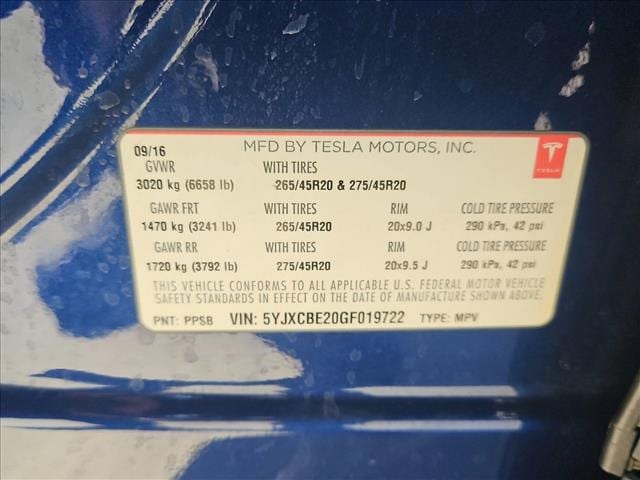 09/16 MFD BY TESLA MOTORS, INC.
TESLA
GVWR WITH TIRES
3020 kg (6658 lb) 265/45R20 & 275/45R20
GAWR FRT WITH TIRES RIM COLD TIRE PRESSURE
1470 kg (3241 lb) 265/45R20 20x9.0 J 290 kPa, 42 psi
GAWR RR WITH TIRES RIM COLD TIRE PRESSURE
1720 kg (3792 lb) 275/45R20 20x9.5 J 290 kPa, 42 psi
THIS VEHICLE CONFORMS TO ALL APPLICABLE U.S. FEDERAL MOTOR VEHICLE
SAFETY STANDARDS IN EFFECT ON THE DATE OF MANUFACTURE SHOWN ABOVE.
PNT: PPSB VIN: 5YJXCBE20GF019722 TYPE: MPV